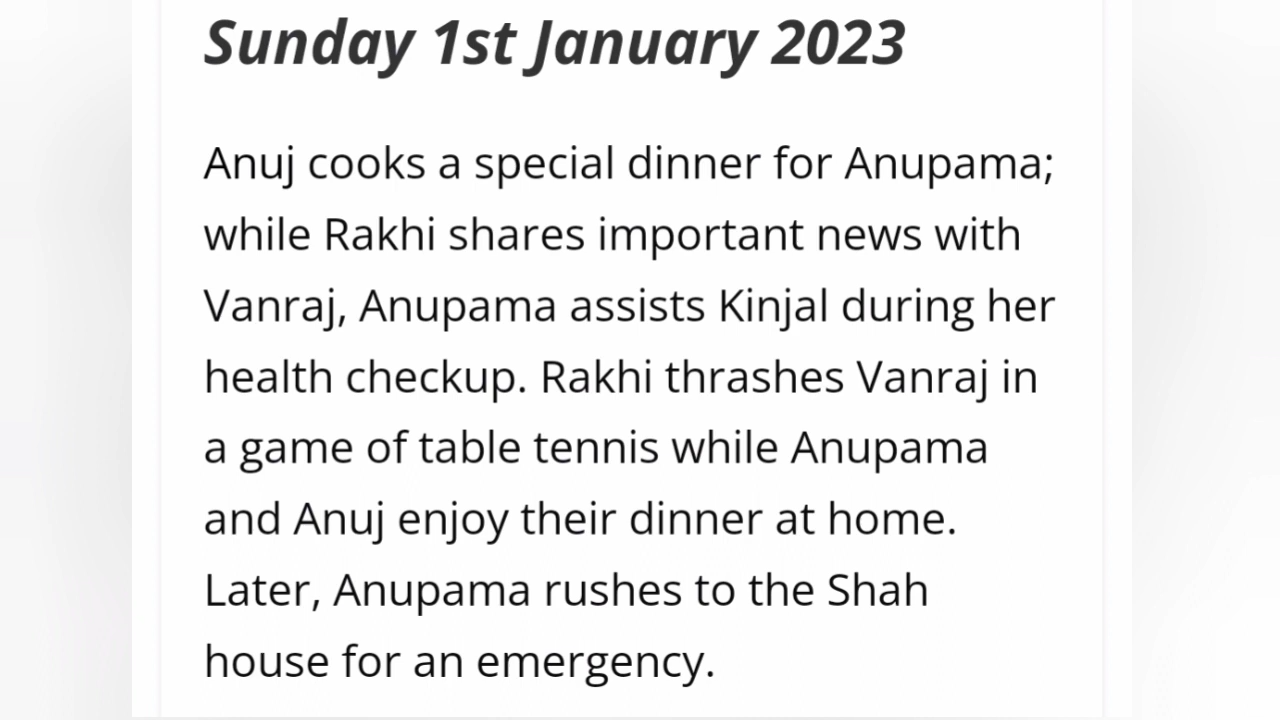 Sunday 1st January 2023
Anuj cooks a special dinner for Anupama;
while Rakhi shares important news with
Vanraj, Anupama assists Kinjal during her
health checkup. Rakhi thrashes Vanraj in
a game of table tennis while Anupama
and Anuj enjoy their dinner at home.
Later, Anupama rushes to the Shah
house for an emergency.